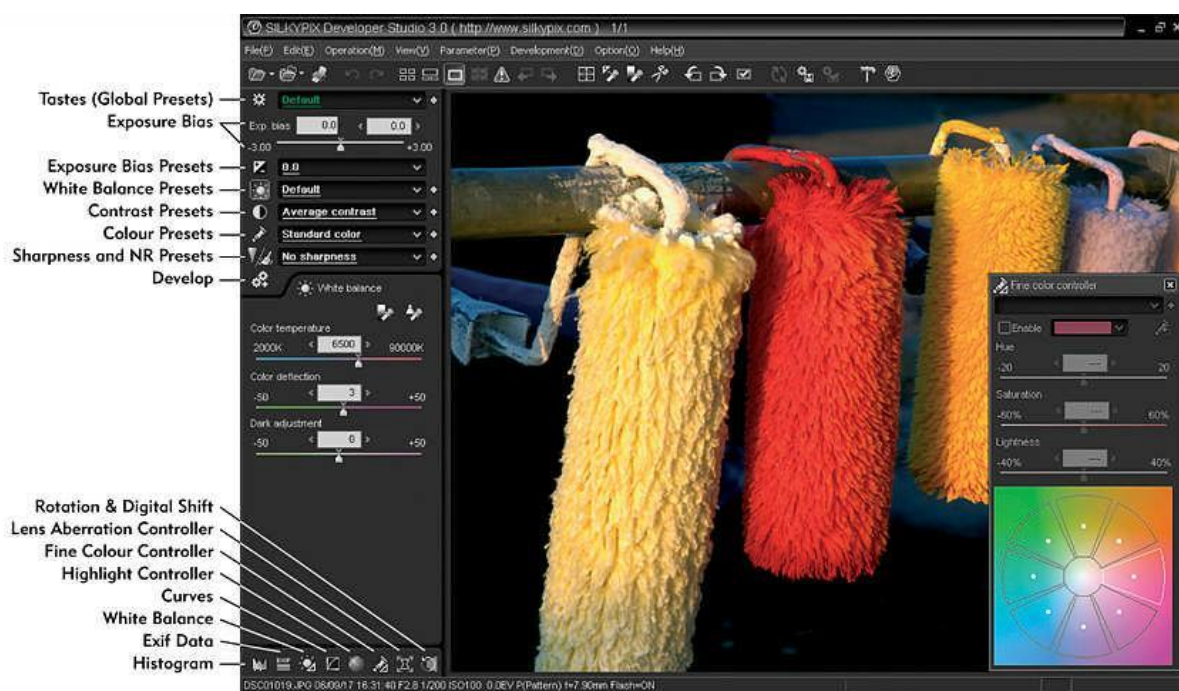 SILKYPIX Developer Studio 3.0 ( http://www.silkypix.com ) 1/1
File(F) Edit(E) Operation(M) View(V) Parameter(P) Development(D) Option(O) Help(H)
Tastes (Global Presets)
Default
Exposure Bias
Exp. bias 0.0 0.0
-3.00 +3.00
Exposure Bias Presets
0.0
White Balance Presets
Default
Contrast Presets
Average contrast
Colour Presets
Standard color
Sharpness and NR Presets
No sharpness
Develop
White balance
Color temperature
2000K 6500 90000K
Color deflection
-50 3 +50
Dark adjustment
-50 0 +50
Fine color controller
Enable
Hue
-20 --- 20
Saturation
-60% --- 60%
Lightness
-40% --- 40%
Rotation & Digital Shift
Lens Aberration Controller
Fine Colour Controller
Highlight Controller
Curves
White Balance
Exif Data
Histogram
DSC01019.JPG 06/09/17 16:31:40 F2.8 1/200 ISO100 0.0EV P(Pattern) f=7.90mm Flash=ON